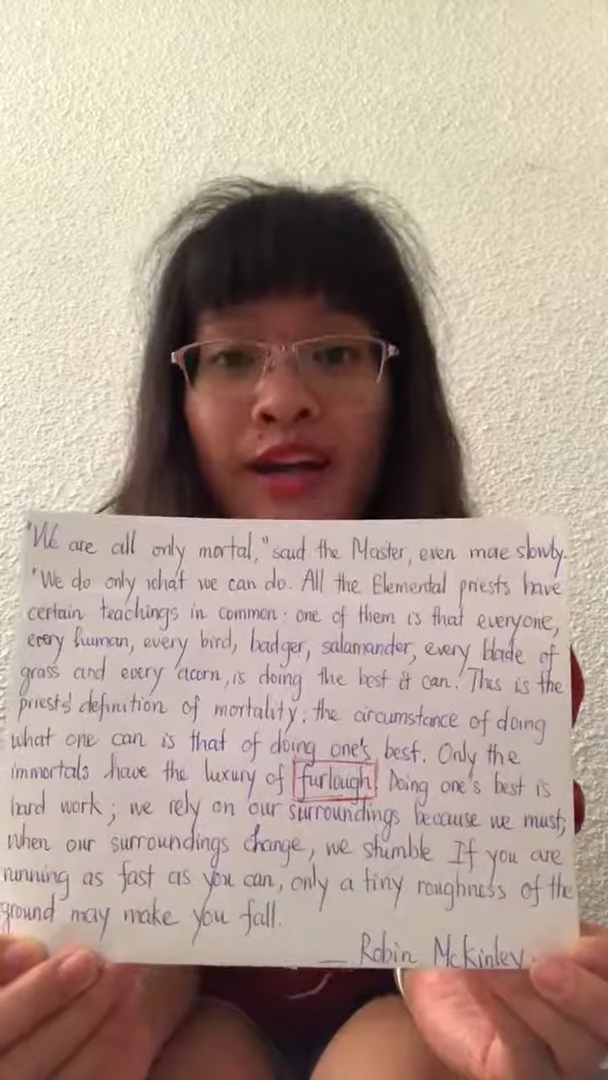 "We are all only mortal," said the Master, even more slowly.
"We do only what we can do. All the Elemental priests have
certain teachings in common: one of them is that everyone,
every human, every bird, badger, salamander, every blade of
grass and every acorn, is doing the best it can. This is the
priests' definition of mortality: the circumstance of doing
what one can is that of doing one's best. Only the
immortals have the luxury of furlough. Doing one's best is
hard work; we rely on our surroundings because we must;
when our surroundings change, we stumble If you are
running as fast as you can, only a tiny roughness of the
ground may make you fall.
_ Robin McKinley.